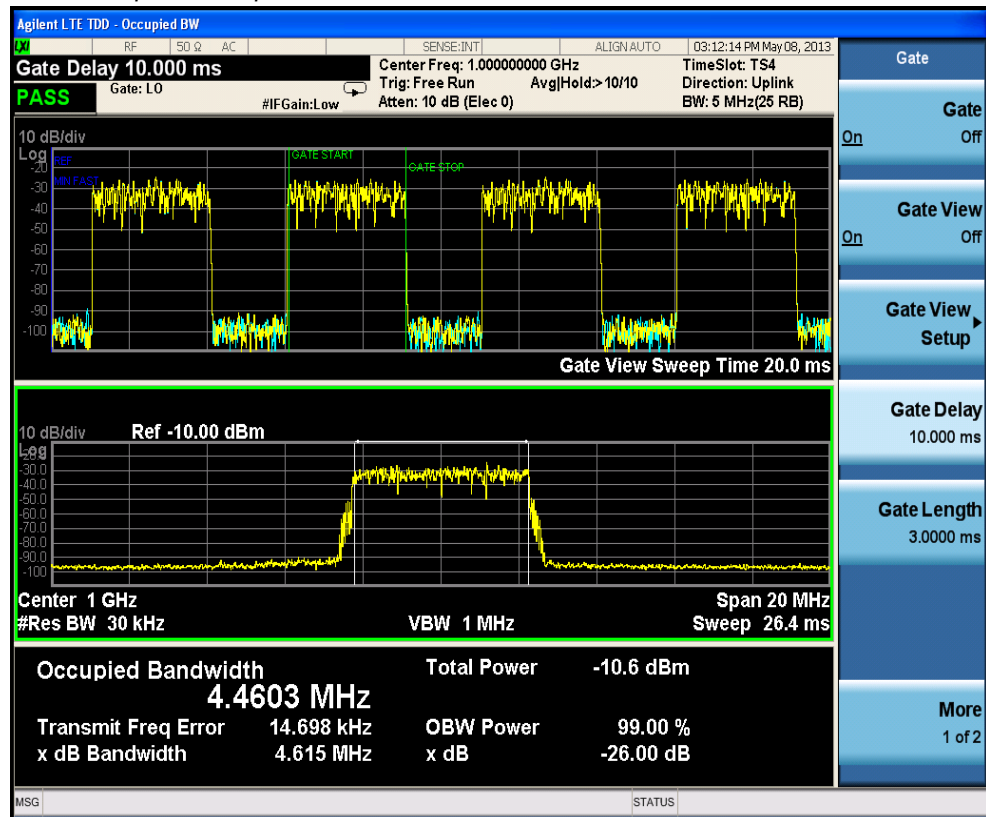 Agilent LTE TDD - Occupied BW
LXI RF 50 Ω AC SENSE:INT ALIGN AUTO 03:12:14 PM May 08, 2013
Gate Delay 10.000 ms
Center Freq: 1.000000000 GHz
TimeSlot: TS4
PASS
Gate: LO
Trig: Free Run
Avg|Hold:> 10/10
Direction: Uplink
#IFGain:Low
Atten: 10 dB (Elec 0)
BW: 5 MHz(25 RB)
10 dB/div
Log
REF
GATE START
GATE STOP
MIN FAST
-20
-30
-40
-50
-60
-70
-80
-90
-100
Gate View Sweep Time 20.0 ms
10 dB/div Ref -10.00 dBm
Log
-30.0
-40.0
-50.0
-60.0
-70.0
-80.0
-90.0
-100
Center 1 GHz
Span 20 MHz
#Res BW 30 kHz
VBW 1 MHz
Sweep 26.4 ms
Occupied Bandwidth
Total Power -10.6 dBm
4.4603 MHz
Transmit Freq Error 14.698 kHz
OBW Power 99.00 %
x dB Bandwidth 4.615 MHz
x dB -26.00 dB
MSG
STATUS
Gate
Gate
On Off
Gate View
On Off
Gate View
Setup
Gate Delay
10.000 ms
Gate Length
3.0000 ms
More
1 of 2